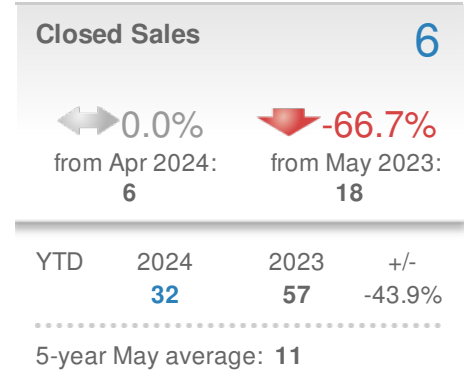 Closed Sales 6
0.0% -66.7%
from Apr 2024: from May 2023:
6 18
YTD 2024 2023 +/-
32 57 -43.9%
5-year May average: 11